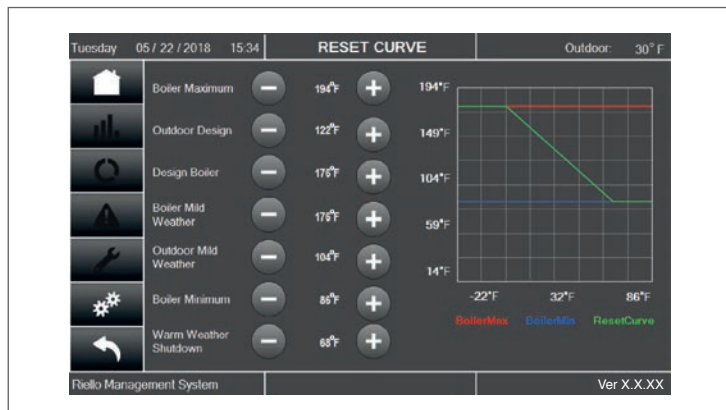 Tuesday 05 / 22 / 2018 15:34 RESET CURVE Outdoor: 30°F
Boiler Maximum − 194°F +
Outdoor Design − 122°F +
Design Boiler − 176°F +
Boiler Mild
Weather − 176°F +
Outdoor Mild
Weather − 104°F +
Boiler Minimum − 86°F +
Warm Weather
Shutdown − 68°F +
194°F
149°F
104°F
59°F
14°F
-22°F 32°F 86°F
BoilerMax BoilerMin ResetCurve
Riello Management System Ver X.X.XX